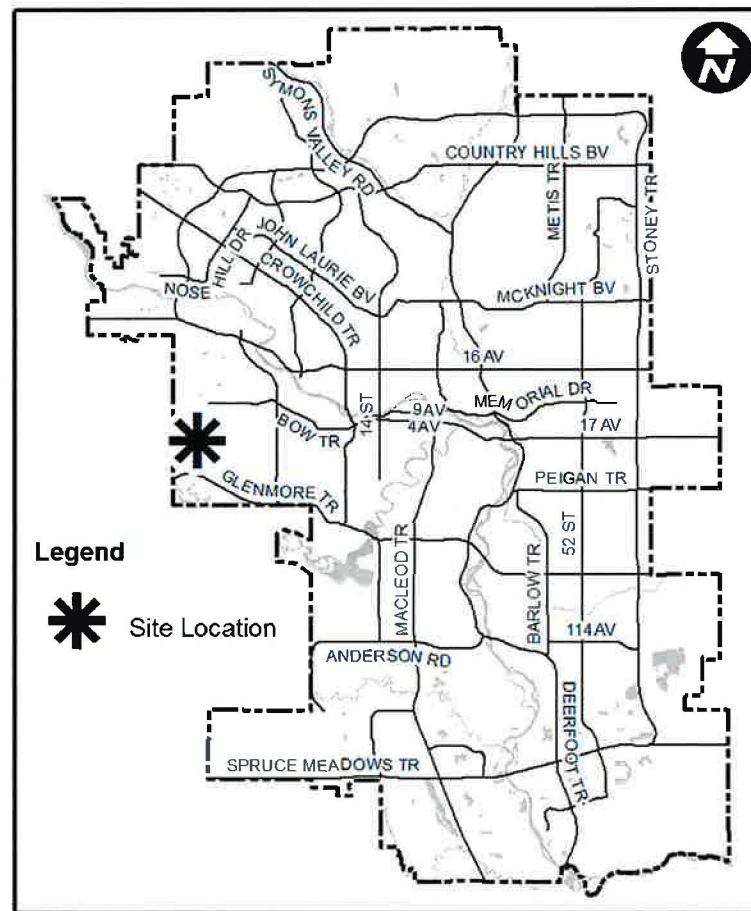 N
SYMONS VALLEY RD
COUNTRY HILLS BV
METIS TR
STONEY TR
NOSE HILL DR
JOHN LAURIE BV
CROWCHILD TR
MCKNIGHT BV
16 AV
MEMORIAL DR
14 ST
9 AV
4 AV
17 AV
BOW TR
GLENMORE TR
PEIGAN TR
52 ST
BARLOW TR
MACLEOD TR
114 AV
ANDERSON RD
DEERFOOT TR
SPRUCE MEADOWS TR
Legend
Site Location